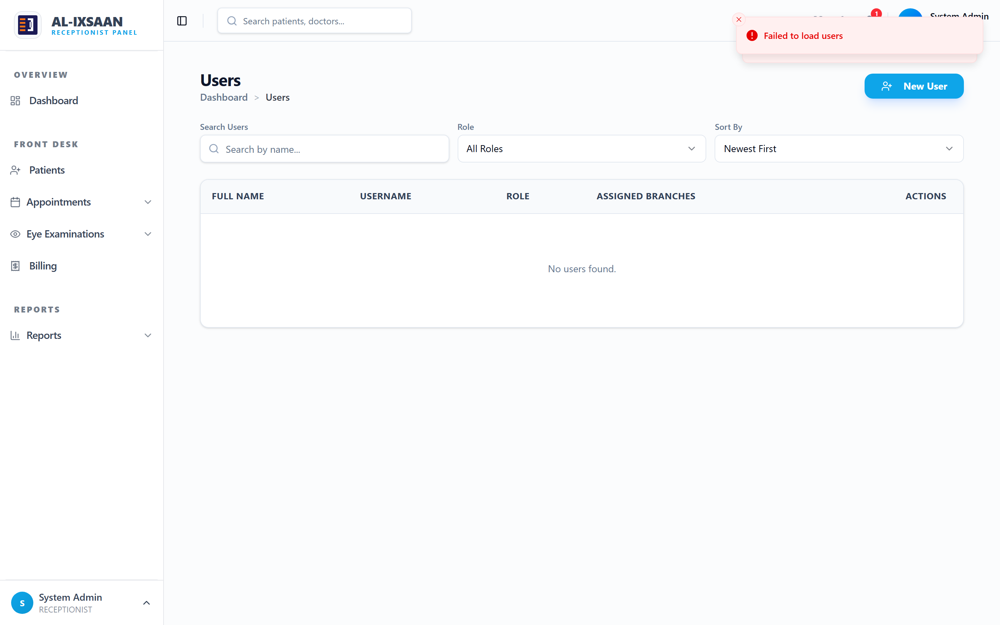 AL-IXSAAN
RECEPTIONIST PANEL
OVERVIEW
Dashboard
FRONT DESK
Patients
Appointments
Eye Examinations
Billing
REPORTS
Reports
S
System Admin
RECEPTIONIST
Search patients, doctors...
1
System Admin
Failed to load users
Users
Dashboard > Users
New User
Search Users
Role
Sort By
Search by name...
All Roles
Newest First
FULL NAME
USERNAME
ROLE
ASSIGNED BRANCHES
ACTIONS
No users found.